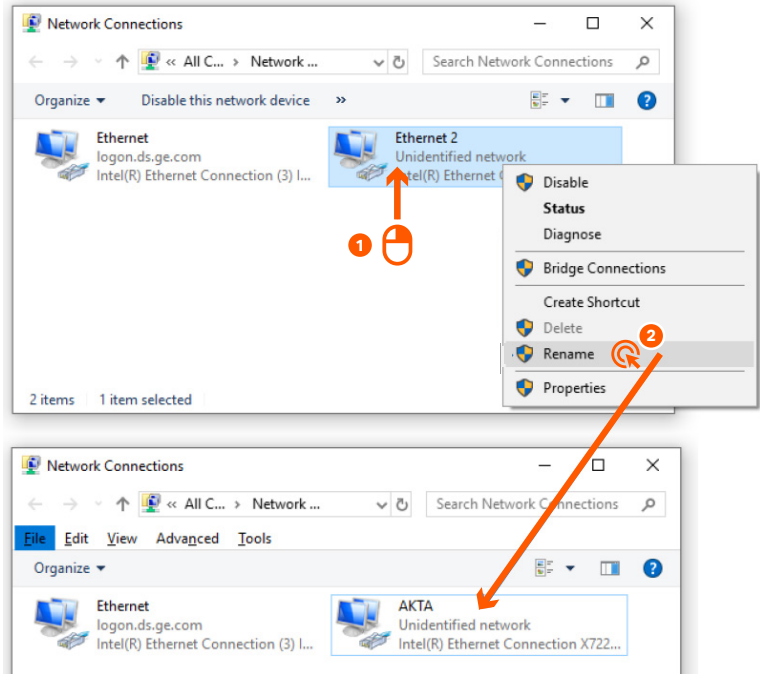 Network Connections
« All C... › Network ...
Search Network Connections
Organize
Disable this network device
»
?
Ethernet
logon.ds.ge.com
Intel(R) Ethernet Connection (3) I...
Ethernet 2
Unidentified network
Intel(R) Ethernet
1
Disable
Status
Diagnose
Bridge Connections
Create Shortcut
Delete
2
Rename
Properties
2 items
1 item selected
Network Connections
« All C... › Network ...
Search Network Connections
File Edit View Advanced Tools
Organize
?
Ethernet
logon.ds.ge.com
Intel(R) Ethernet Connection (3) I...
AKTA
Unidentified network
Intel(R) Ethernet Connection X722...